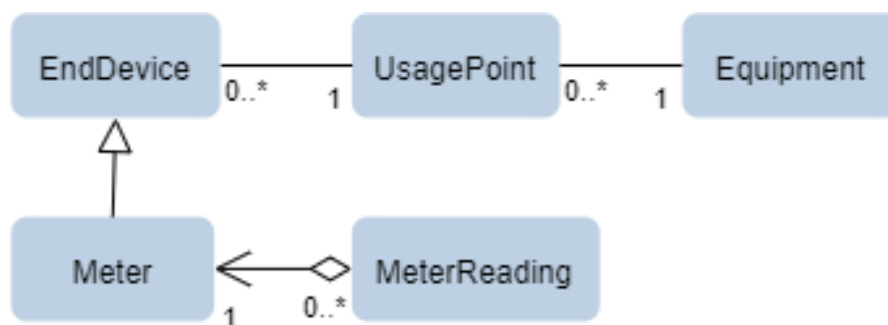 EndDevice UsagePoint Equipment
0..* 1 0..* 1
Meter MeterReading
1 0..*